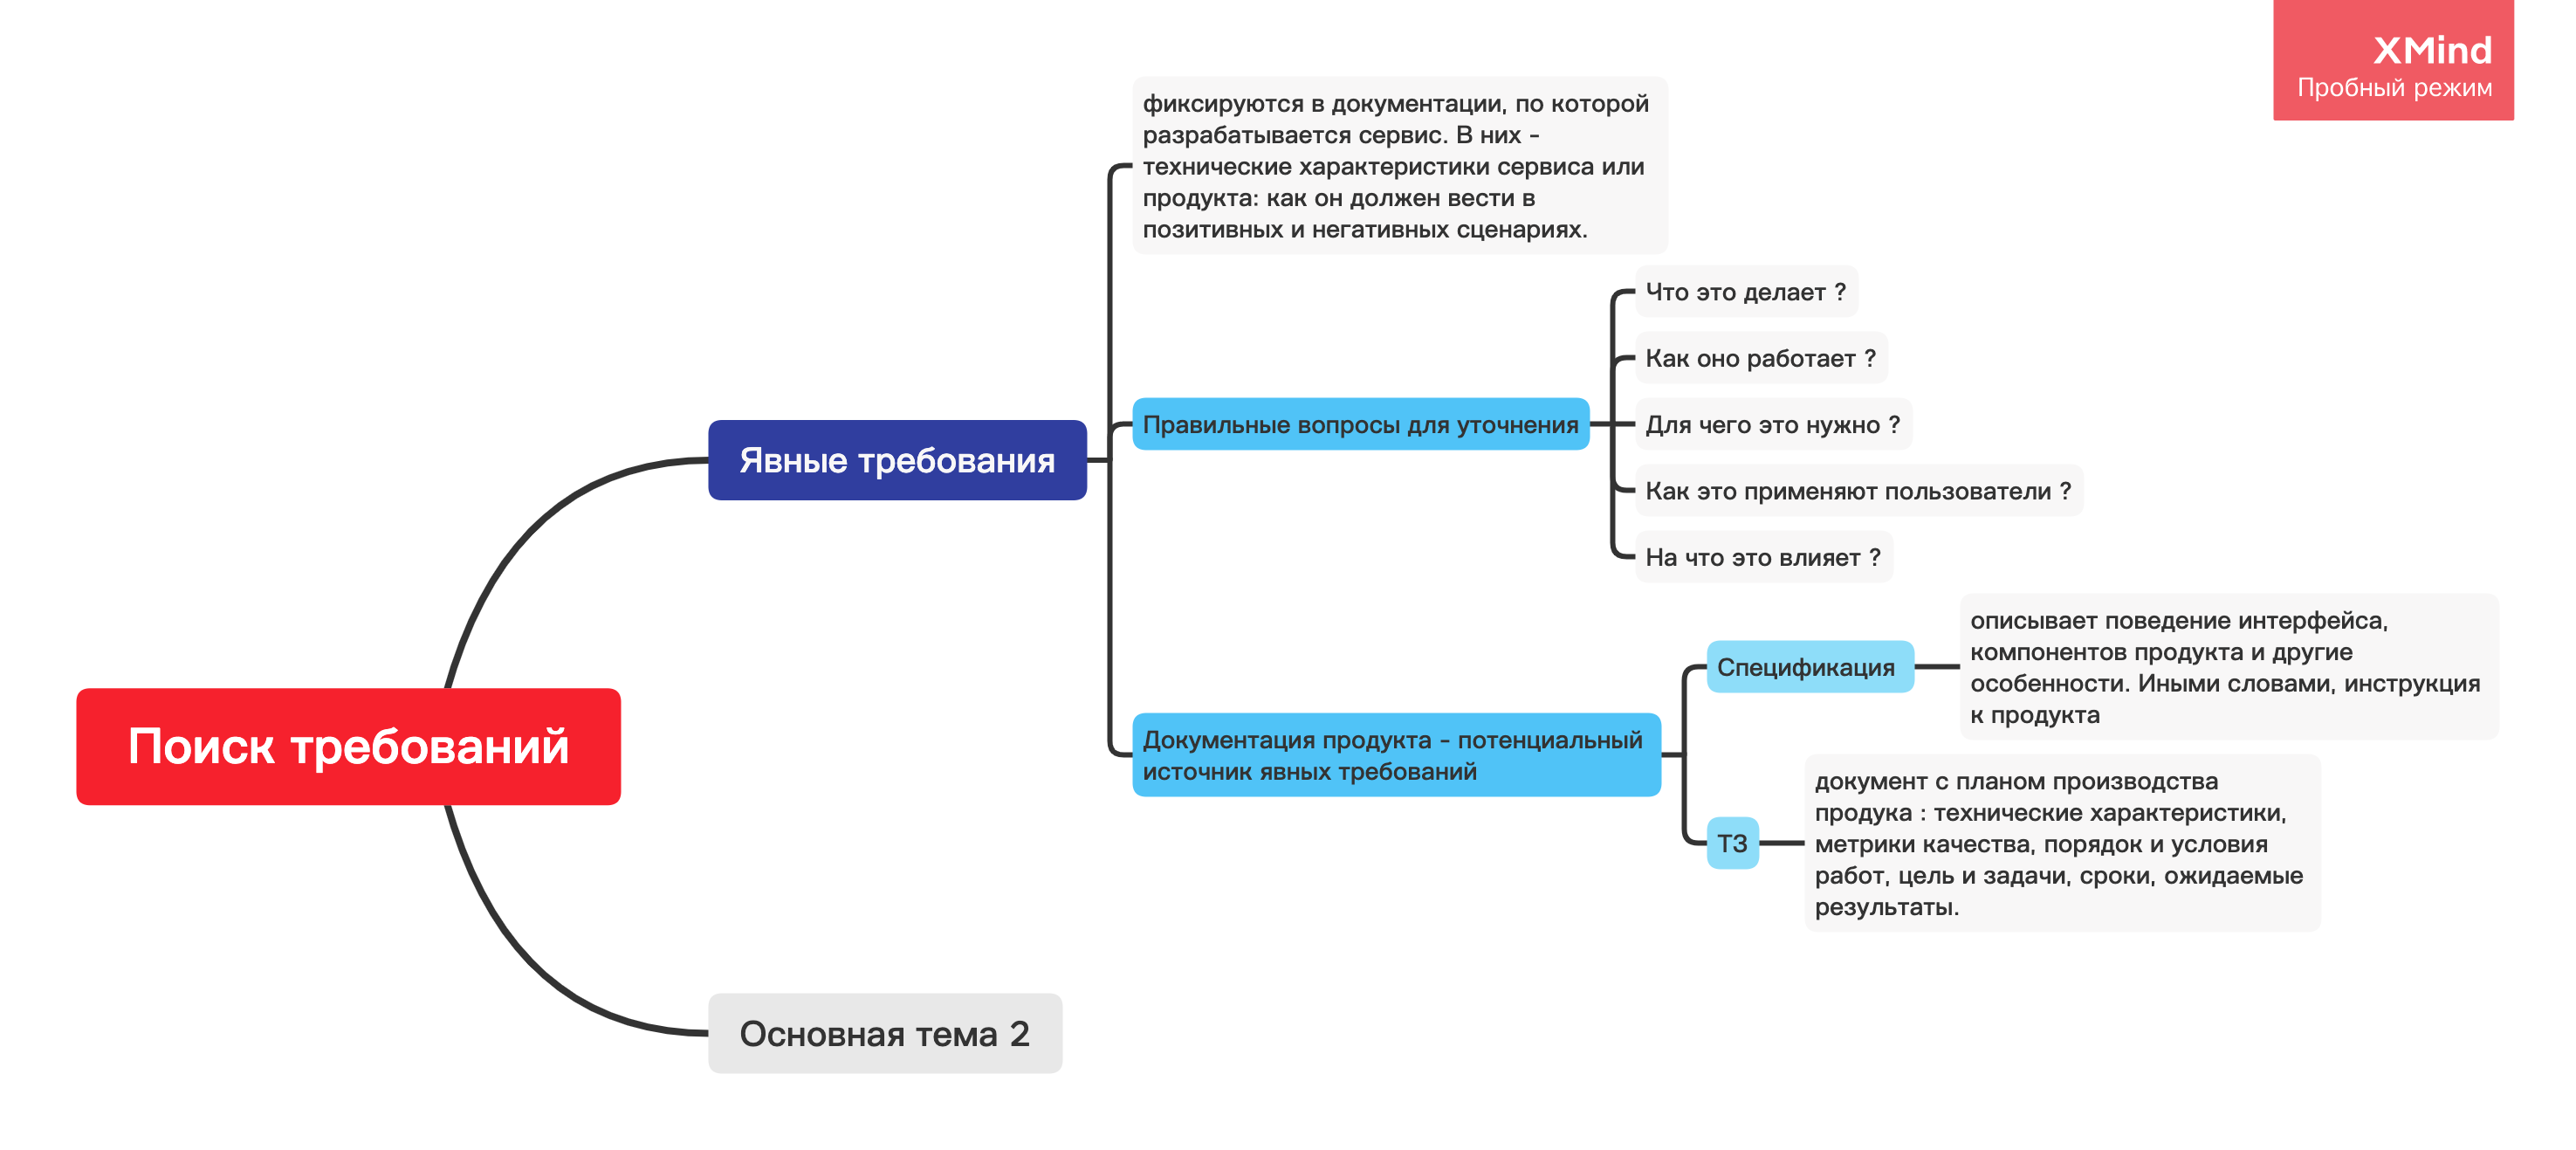 XMind
Пробный режим
фиксируются в документации, по которой
разрабатывается сервис. В них -
технические характеристики сервиса или
продукта: как он должен вести в
позитивных и негативных сценариях.
Что это делает ?
Как оно работает ?
Правильные вопросы для уточнения
Для чего это нужно ?
Явные требования
Как это применяют пользователи ?
На что это влияет ?
описывает поведение интерфейса,
компонентов продукта и другие
особенности. Иными словами, инструкция
к продукта
Спецификация
Поиск требований
Документация продукта - потенциальный
источник явных требований
документ с планом производства
продука : технические характеристики,
метрики качества, порядок и условия
работ, цель и задачи, сроки, ожидаемые
результаты.
ТЗ
Основная тема 2